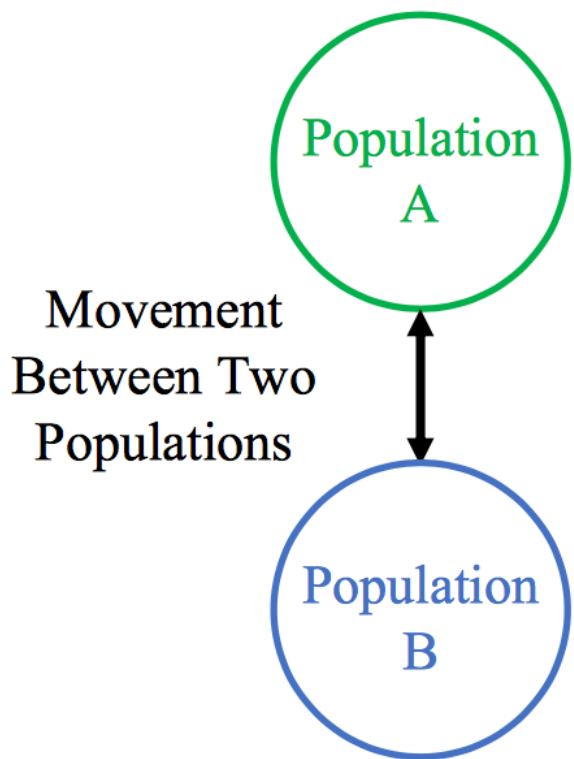 Population
A
Movement
Between Two
Populations
Population
B